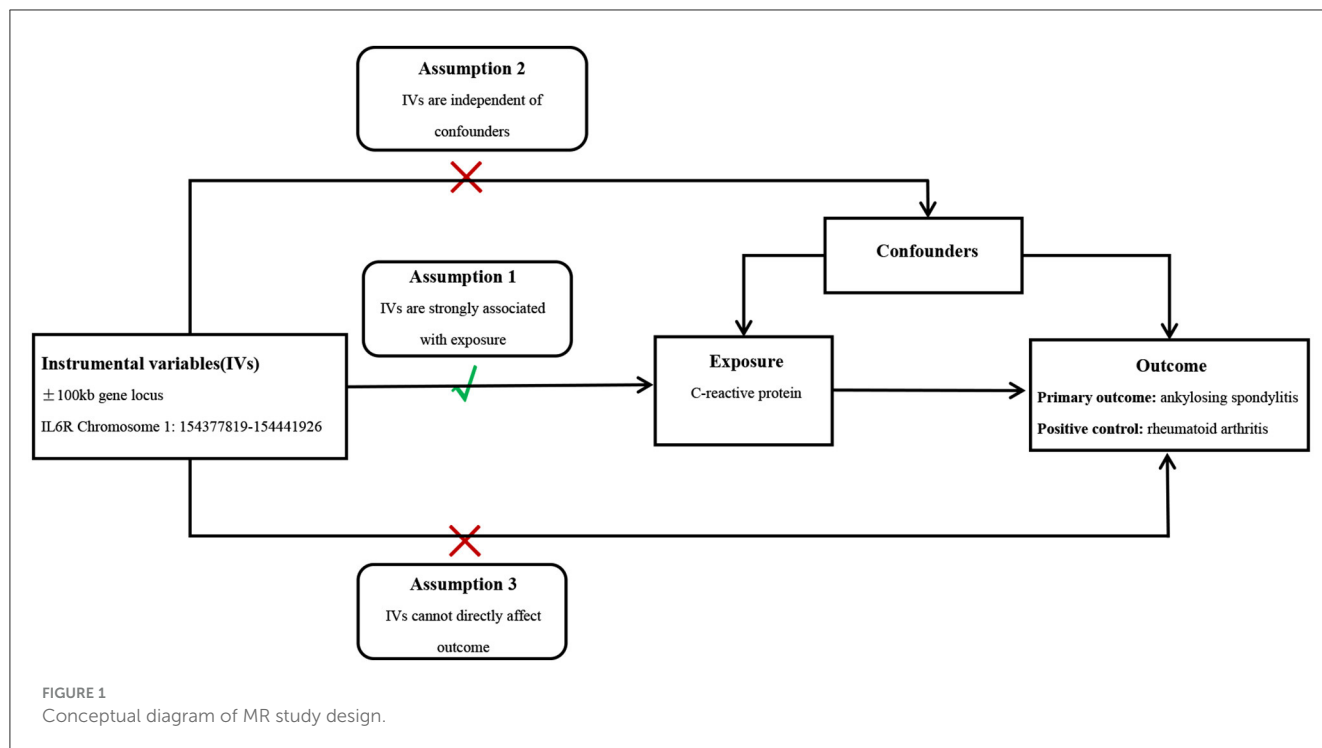 Assumption 2
IVs are independent of
confounders
Confounders
Assumption 1
IVs are strongly associated
with exposure
Instrumental variables(IVs)
±100kb gene locus
IL6R Chromosome 1: 154377819-154441926
Exposure
C-reactive protein
Outcome
Primary outcome: ankylosing spondylitis
Positive control: rheumatoid arthritis
Assumption 3
IVs cannot directly affect
outcome
FIGURE 1
Conceptual diagram of MR study design.